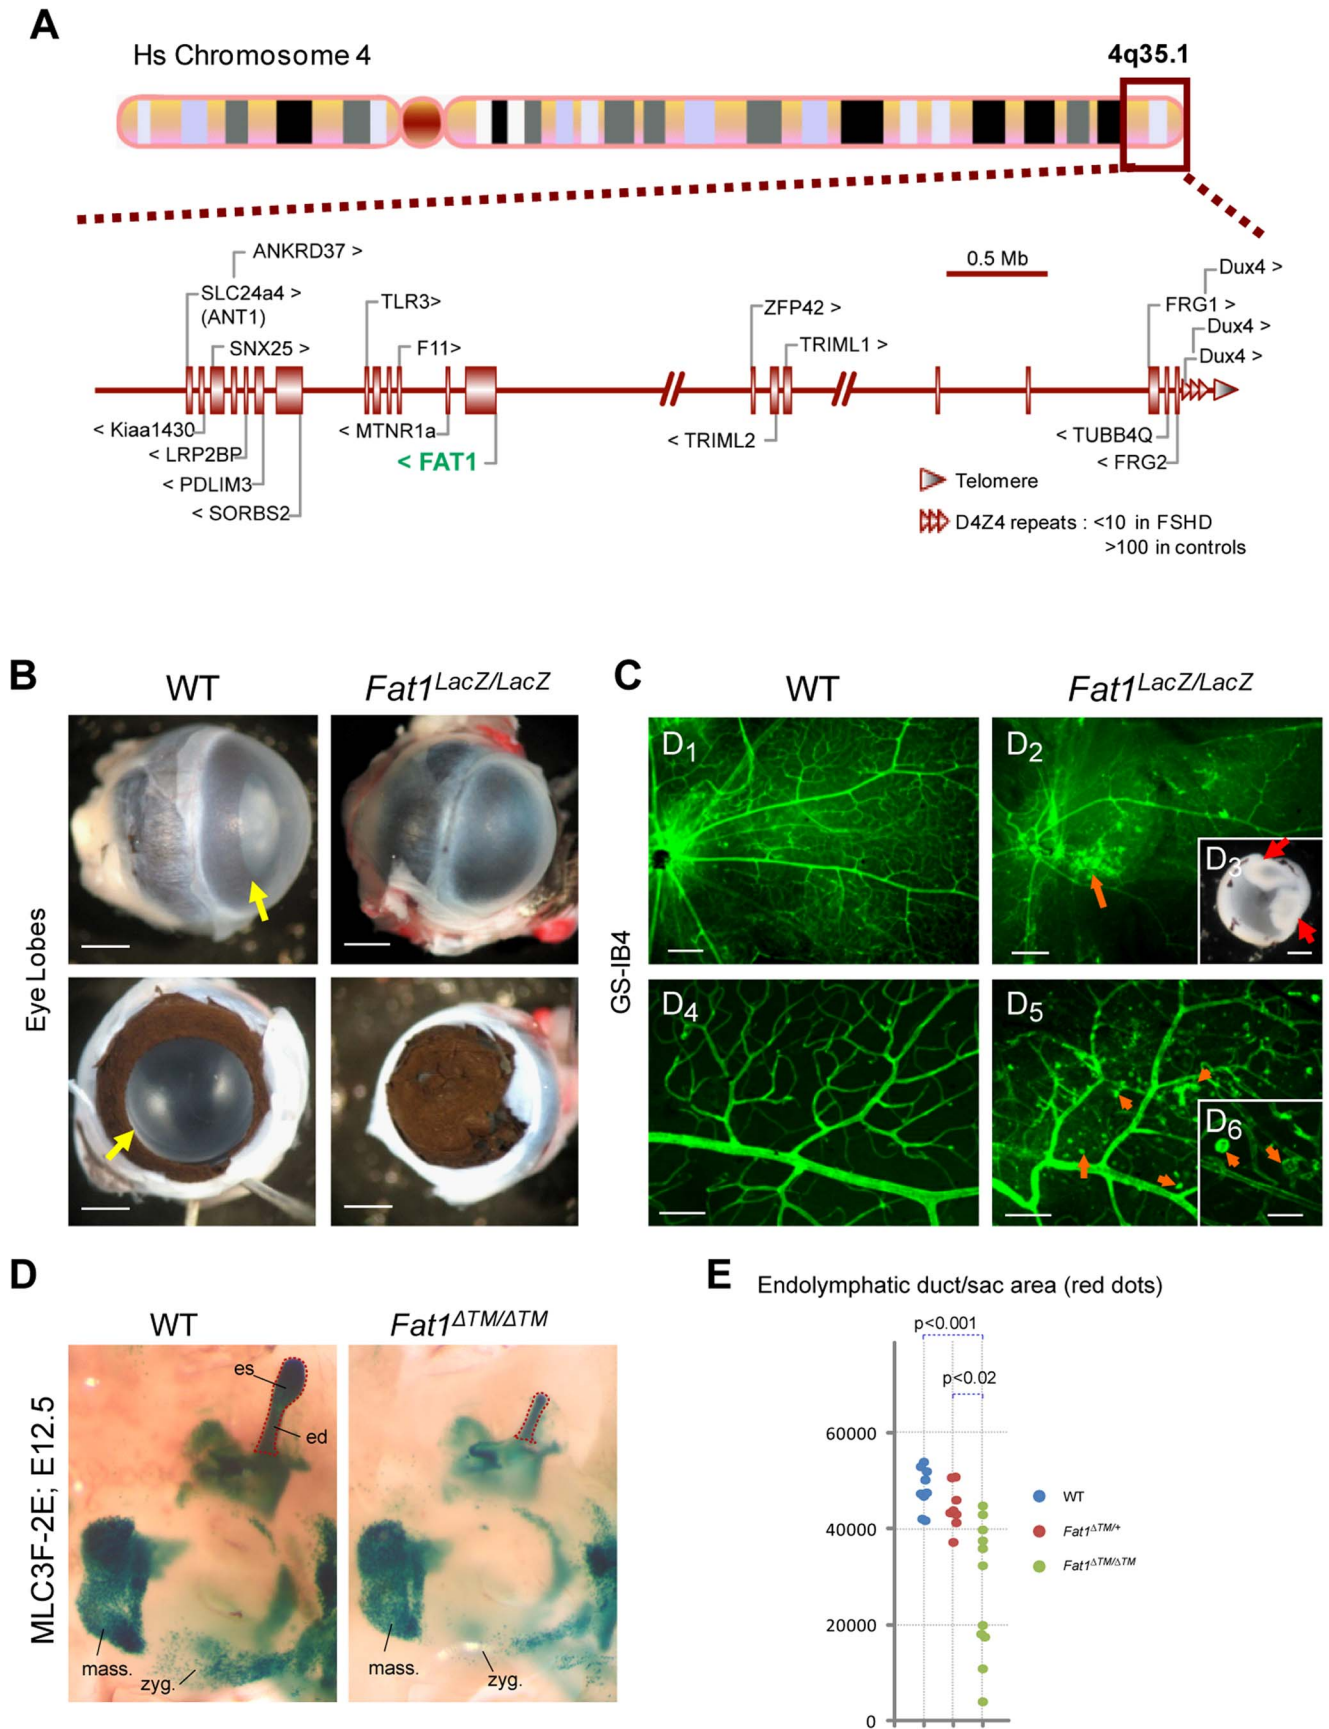 A
Hs Chromosome 4
4q35.1
ANKRD37 >
0.5 Mb
Dux4 >
SLC24a4 >
(ANT1)
TLR3>
ZFP42 >
FRG1 >
Dux4 >
SNX25 >
F11>
TRIML1 >
Dux4 >
< Kiaa1430
< MTNR1a
< TRIML2
< TUBB4Q
< LRP2BP
< FAT1
< FRG2
< PDLIM3
Telomere
< SORBS2
D4Z4 repeats : <10 in FSHD
>100 in controls
B
WT
Fat1LacZ/LacZ
Eye Lobes
C
WT
Fat1LacZ/LacZ
GS-IB4
D1
D2
D3
D4
D5
D6
D
WT
Fat1ΔTM/ΔTM
MLC3F-2E; E12.5
es
ed
mass.
zyg.
mass.
zyg.
E
Endolymphatic duct/sac area (red dots)
p<0.001
p<0.02
60000
40000
20000
0
WT
Fat1ΔTM/+
Fat1ΔTM/ΔTM